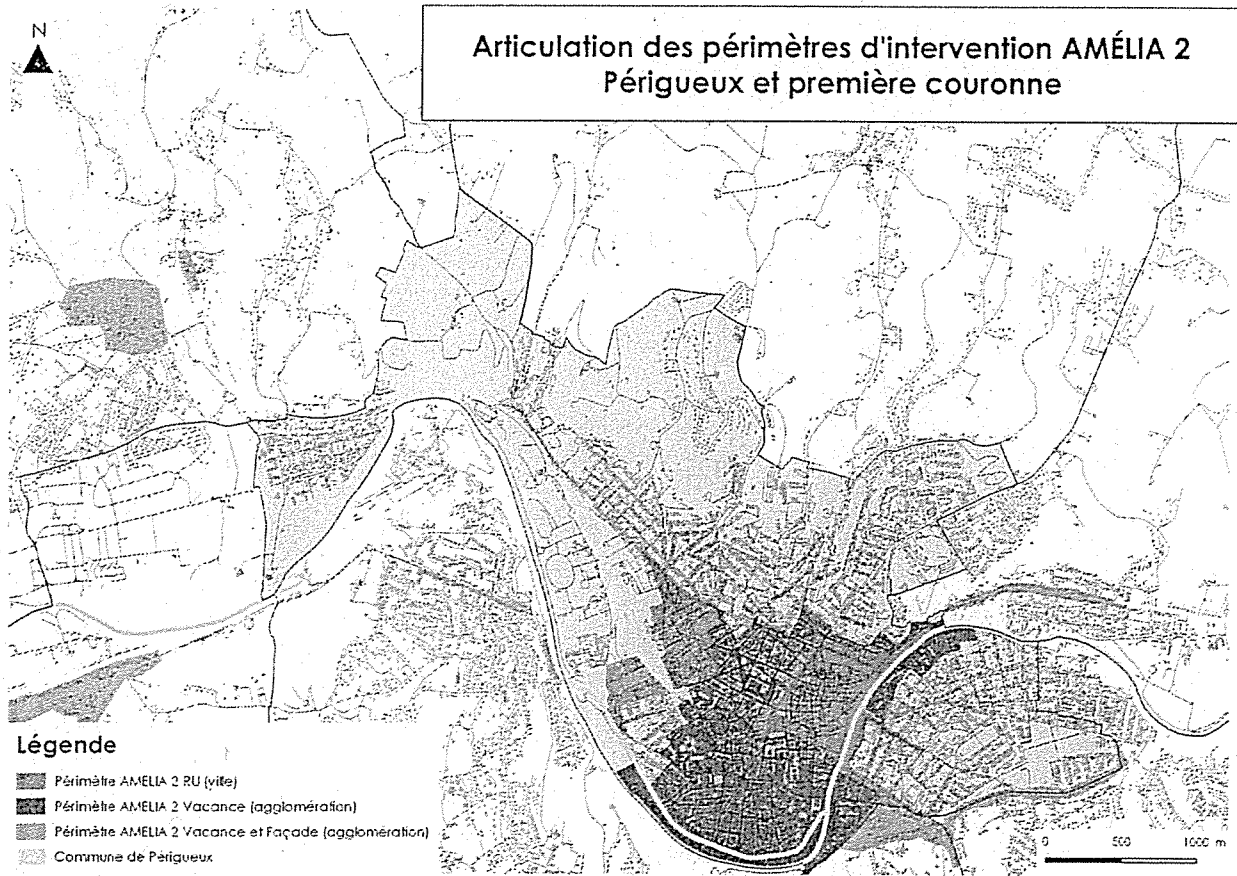 N
Articulation des périmètres d'intervention AMÉLIA 2
Périgueux et première couronne
Légende
Périmètre AMELIA 2 RU (ville)
Périmètre AMELIA 2 Vacance (agglomération)
Périmètre AMELIA 2 Vacance et Façade (agglomération)
Commune de Périgueux
0 500 1000 m